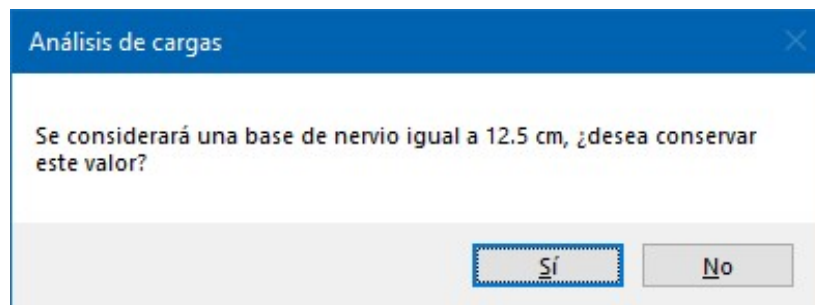 Análisis de cargas
Se considerará una base de nervio igual a 12.5 cm, ¿desea conservar
este valor?
Sí
No